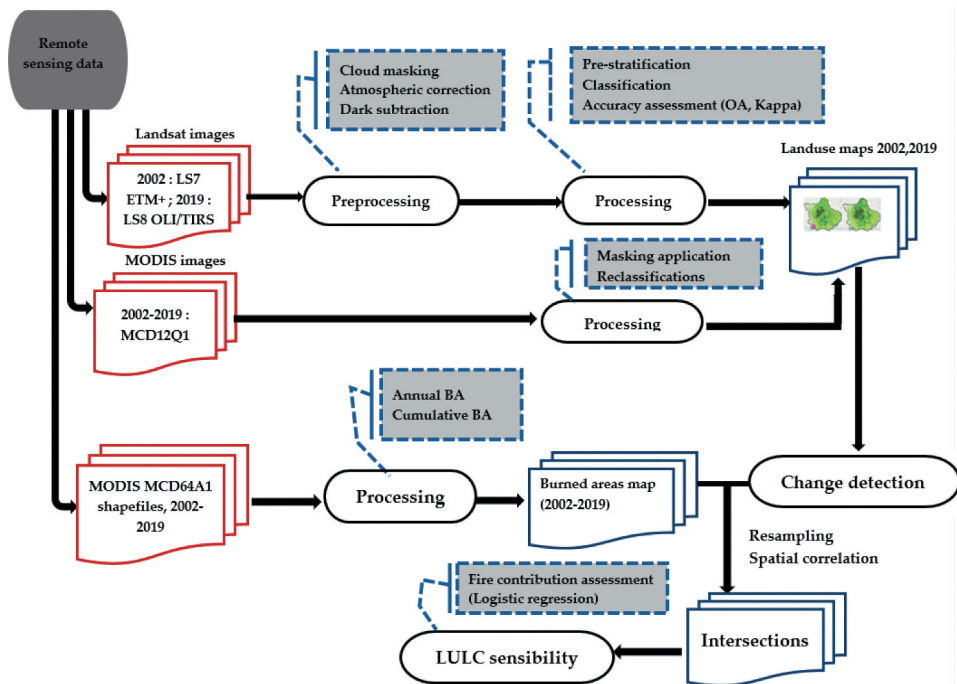 Remote
sensing data
Cloud masking
Atmospheric correction
Dark subtraction
Pre-stratification
Classification
Accuracy assessment (OA, Kappa)
Landsat images
Landuse maps 2002,2019
2002 : LS7
ETM+ ; 2019 :
LS8 OLI/TIRS
Preprocessing
Processing
MODIS images
Masking application
Reclassifications
2002-2019 :
MCD12Q1
Processing
Annual BA
Cumulative BA
MODIS MCD64A1
shapefiles, 2002-
2019
Processing
Burned areas map
(2002-2019)
Change detection
Resampling
Spatial correlation
Fire contribution assessment
(Logistic regression)
LULC sensibility
Intersections